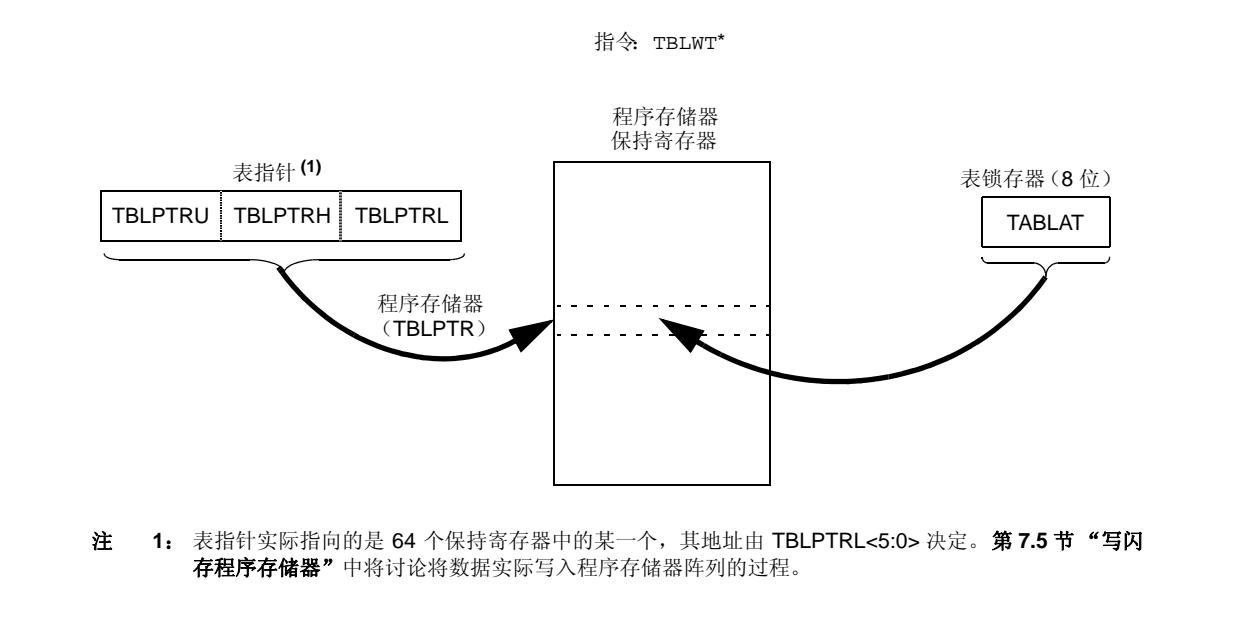 指令: TBLWT*
程序存储器
保持寄存器
表指针 (1)
表锁存器（8 位）
TBLPTRU TBLPTRH TBLPTRL
TABLAT
程序存储器
（TBLPTR）
注 1： 表指针实际指向的是 64 个保持寄存器中的某一个，其地址由 TBLPTRL<5:0> 决定。第 7.5 节 “写闪
存程序存储器”中将讨论将数据实际写入程序存储器阵列的过程。